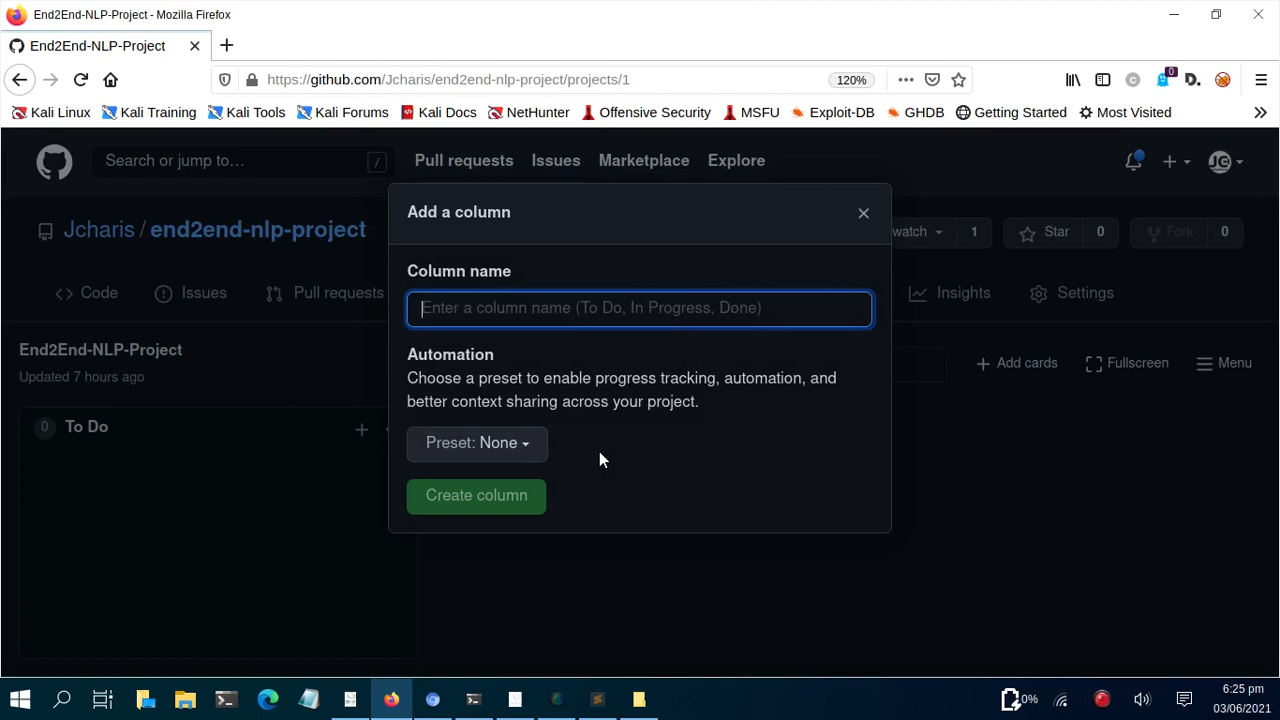 End2End-NLP-Project - Mozilla Firefox
End2End-NLP-Project
https://github.com/Jcharis/end2end-nlp-project/projects/1
120%
0
D.
Kali Linux
Kali Training
Kali Tools
Kali Forums
Kali Docs
NetHunter
Offensive Security
MSFU
Exploit-DB
GHDB
Getting Started
Most Visited
Search or jump to…
/
Pull requests
Issues
Marketplace
Explore
JG
Add a column
Jcharis / end2end-nlp-project
watch
1
Star
0
Fork
0
Column name
Enter a column name (To Do, In Progress, Done)
Code
Issues
Pull requests
Insights
Settings
End2End-NLP-Project
Updated 7 hours ago
Automation
Choose a preset to enable progress tracking, automation, and
better context sharing across your project.
Add cards
Fullscreen
Menu
0
To Do
Preset: None
Create column
0%
6:25 pm
03/06/2021